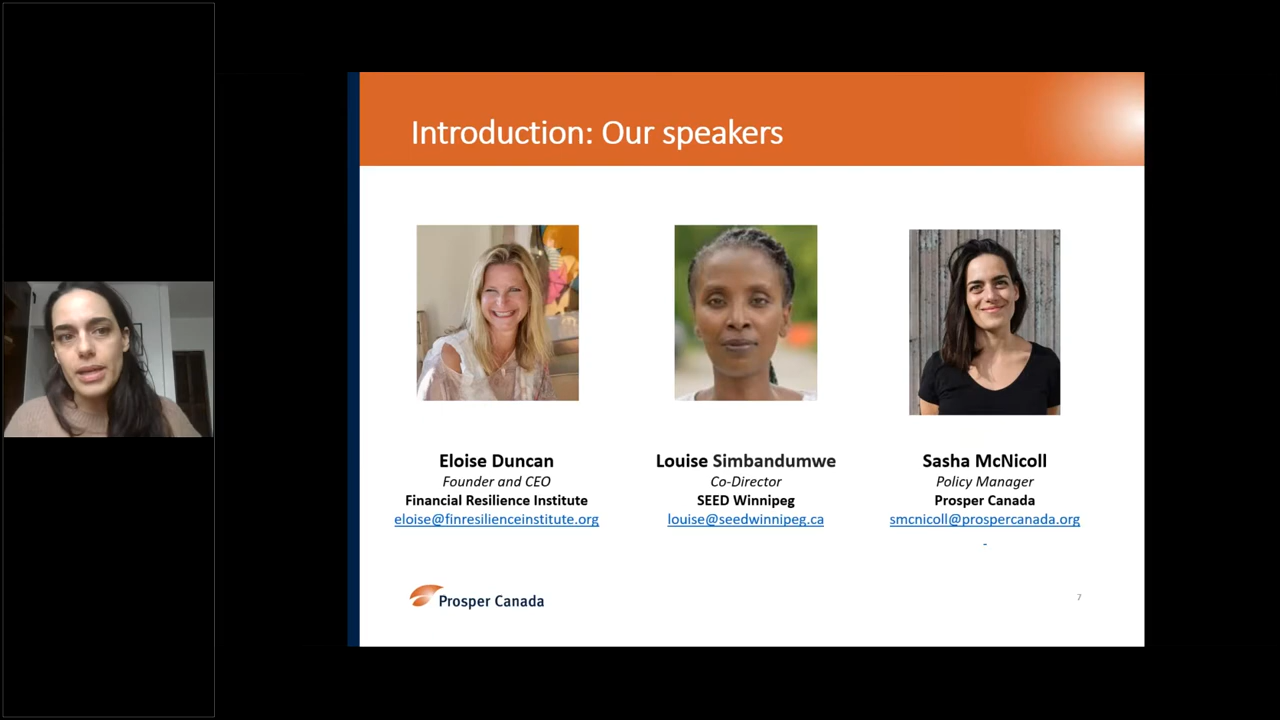 Introduction: Our speakers
Eloise Duncan
Founder and CEO
Financial Resilience Institute
eloise@finresilienceinstitute.org
Louise Simbandumwe
Co-Director
SEED Winnipeg
louise@seedwinnipeg.ca
Sasha McNicoll
Policy Manager
Prosper Canada
smcnicoll@prospercanada.org
-
Prosper Canada
7